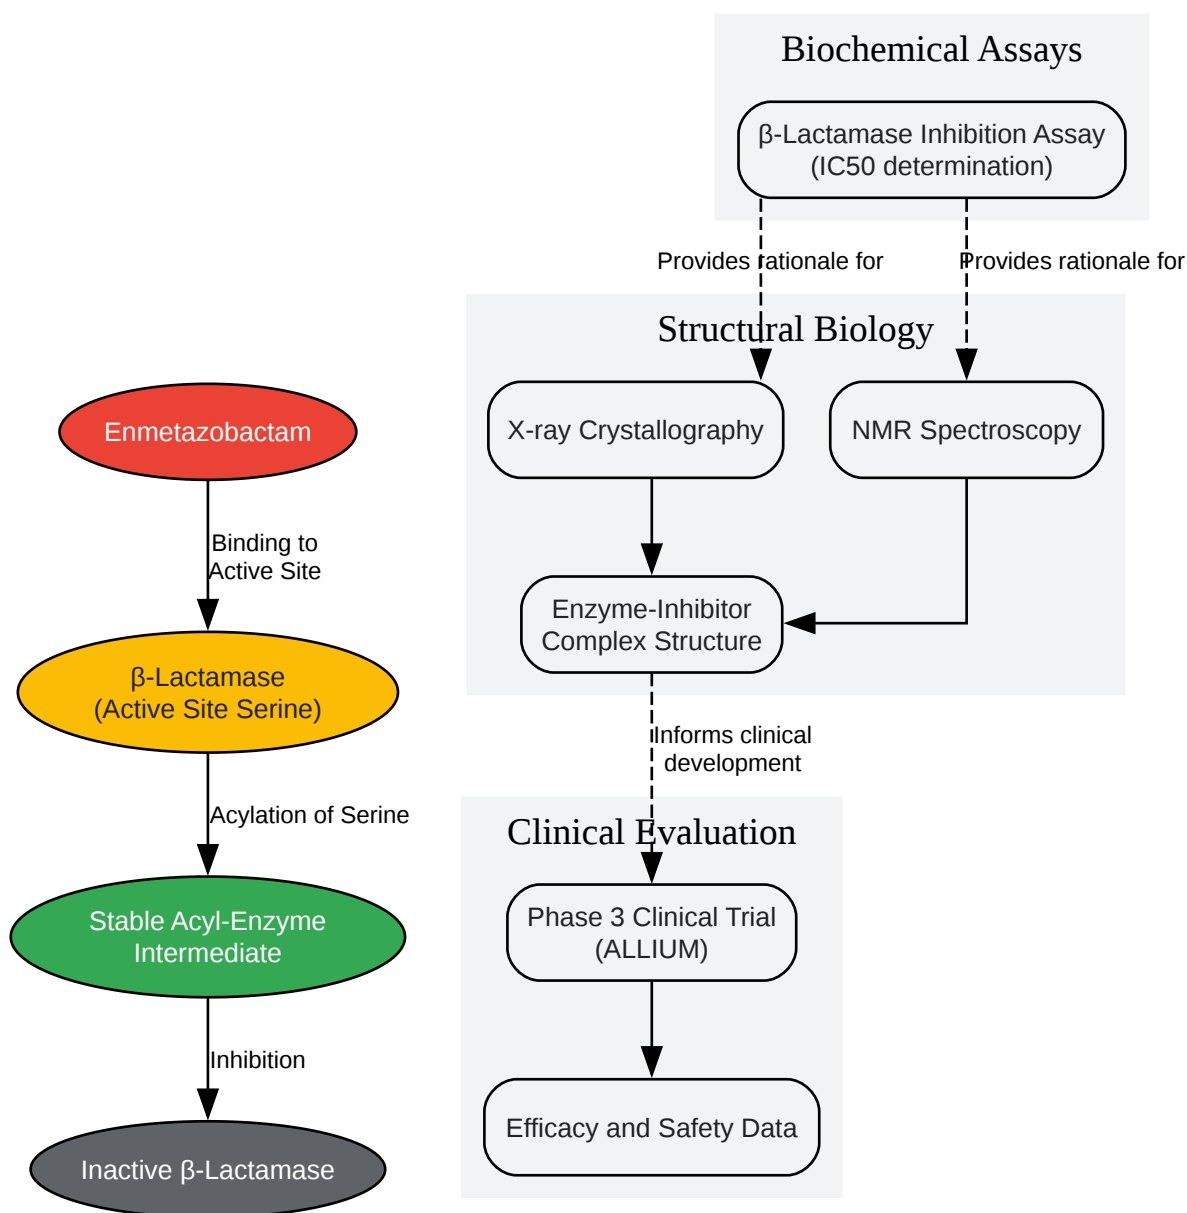 Biochemical Assays
β-Lactamase Inhibition Assay
(IC50 determination)
Provides rationale for
Provides rationale for
Structural Biology
X-ray Crystallography
NMR Spectroscopy
Enzyme-Inhibitor
Complex Structure
Informs clinical
development
Clinical Evaluation
Phase 3 Clinical Trial
(ALLIUM)
Efficacy and Safety Data
Enmetazobactam
Binding to
Active Site
β-Lactamase
(Active Site Serine)
Acylation of Serine
Stable Acyl-Enzyme
Intermediate
Inhibition
Inactive β-Lactamase